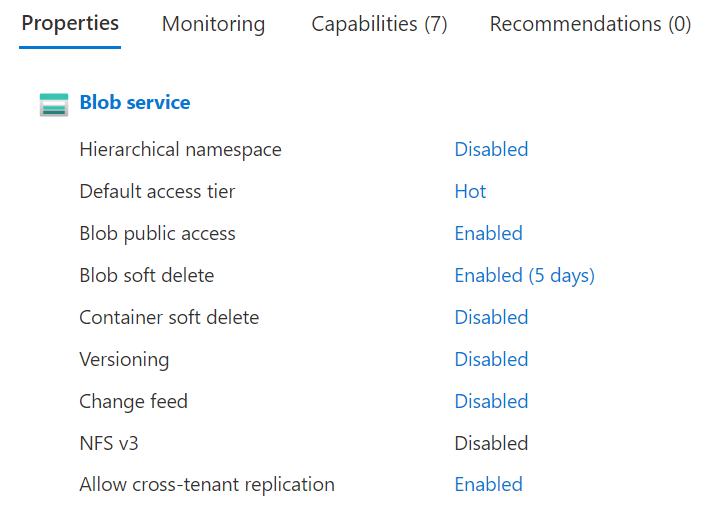 Properties Monitoring Capabilities (7) Recommendations (0)
Blob service
Hierarchical namespace Disabled
Default access tier Hot
Blob public access Enabled
Blob soft delete Enabled (5 days)
Container soft delete Disabled
Versioning Disabled
Change feed Disabled
NFS v3 Disabled
Allow cross-tenant replication Enabled